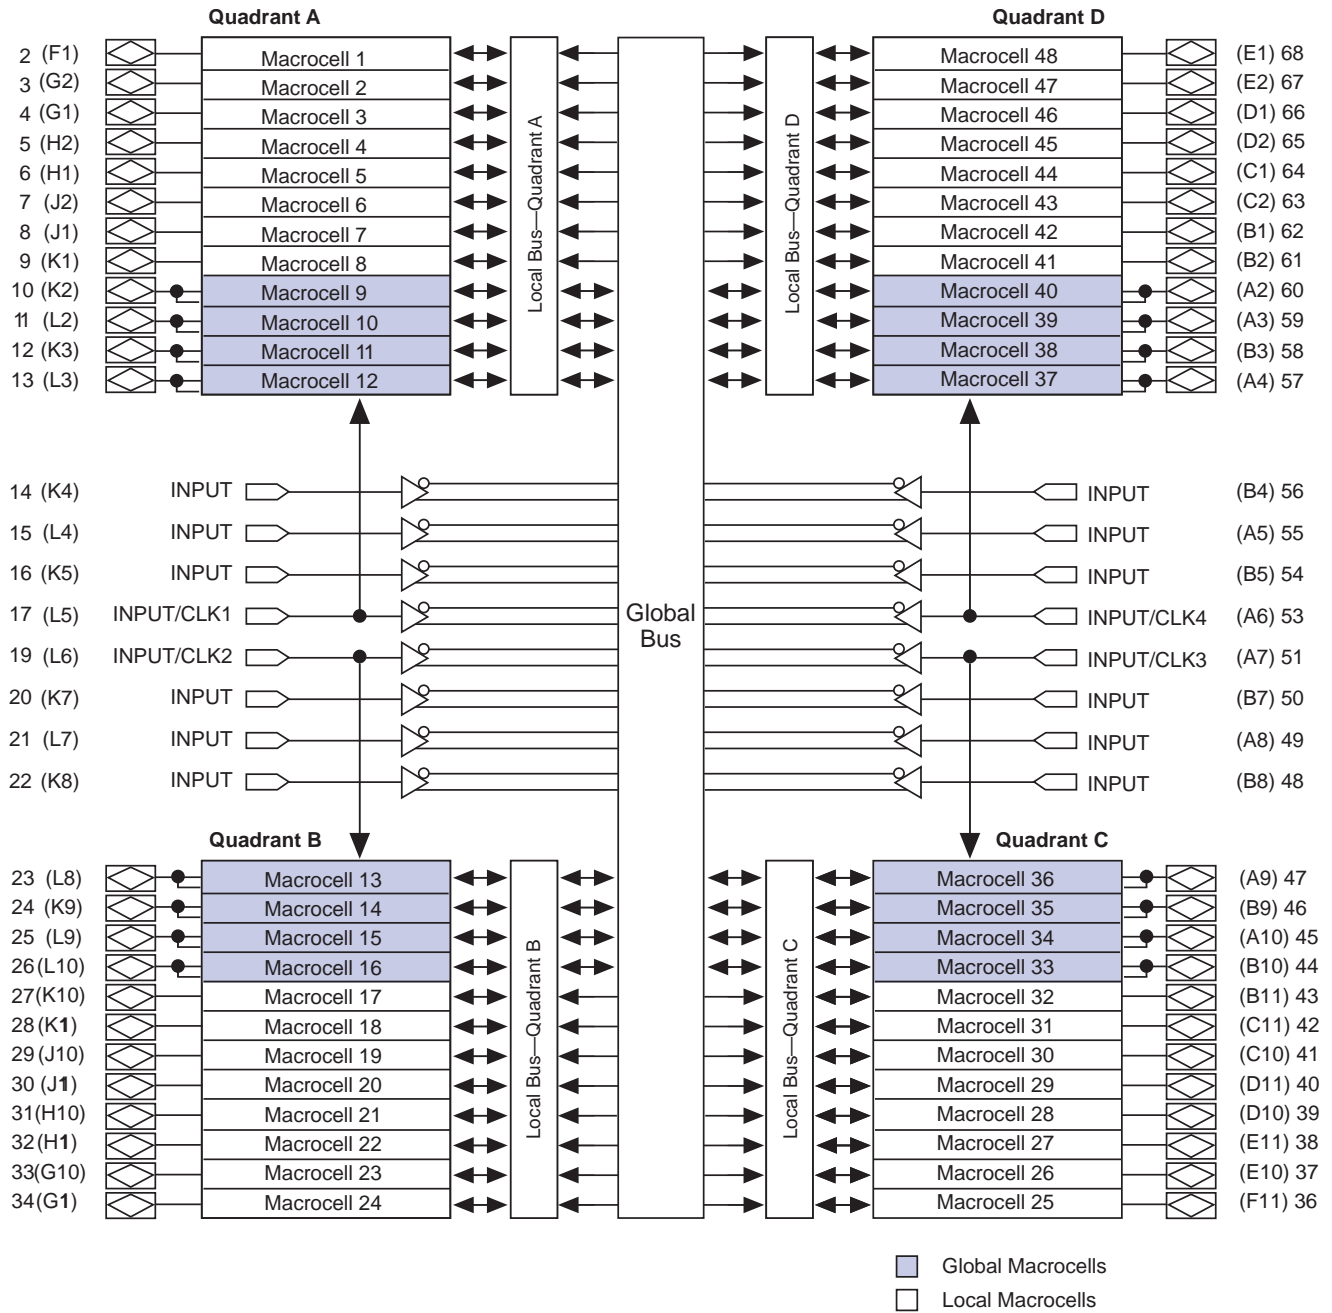 Quadrant A Quadrant D
2 (F1) Macrocell 1 Macrocell 48 (E1) 68
3 (G2) Macrocell 2 Macrocell 47 (E2) 67
4 (G1) Macrocell 3 Macrocell 46 (D1) 66
5 (H2) Macrocell 4 Macrocell 45 (D2) 65
6 (H1) Macrocell 5 Macrocell 44 (C1) 64
7 (J2) Macrocell 6 Macrocell 43 (C2) 63
8 (J1) Macrocell 7 Macrocell 42 (B1) 62
9 (K1) Macrocell 8 Macrocell 41 (B2) 61
10 (K2) Macrocell 9 Macrocell 40 (A2) 60
11 (L2) Macrocell 10 Macrocell 39 (A3) 59
12 (K3) Macrocell 11 Macrocell 38 (B3) 58
13 (L3) Macrocell 12 Macrocell 37 (A4) 57
Local Bus—Quadrant A
Local Bus—Quadrant D
14 (K4) INPUT INPUT (B4) 56
15 (L4) INPUT INPUT (A5) 55
16 (K5) INPUT INPUT (B5) 54
17 (L5) INPUT/CLK1 INPUT/CLK4 (A6) 53
Global
Bus
19 (L6) INPUT/CLK2 INPUT/CLK3 (A7) 51
20 (K7) INPUT INPUT (B7) 50
21 (L7) INPUT INPUT (A8) 49
22 (K8) INPUT INPUT (B8) 48
Quadrant B Quadrant C
23 (L8) Macrocell 13 Macrocell 36 (A9) 47
24 (K9) Macrocell 14 Macrocell 35 (B9) 46
25 (L9) Macrocell 15 Macrocell 34 (A10) 45
26(L10) Macrocell 16 Macrocell 33 (B10) 44
27(K10) Macrocell 17 Macrocell 32 (B11) 43
28(K1) Macrocell 18 Macrocell 31 (C11) 42
29(J10) Macrocell 19 Macrocell 30 (C10) 41
30 (J1) Macrocell 20 Macrocell 29 (D11) 40
31(H10) Macrocell 21 Macrocell 28 (D10) 39
32(H1) Macrocell 22 Macrocell 27 (E11) 38
33(G10) Macrocell 23 Macrocell 26 (E10) 37
34(G1) Macrocell 24 Macrocell 25 (F11) 36
Local Bus—Quadrant B
Local Bus—Quadrant C
Global Macrocells
Local Macrocells